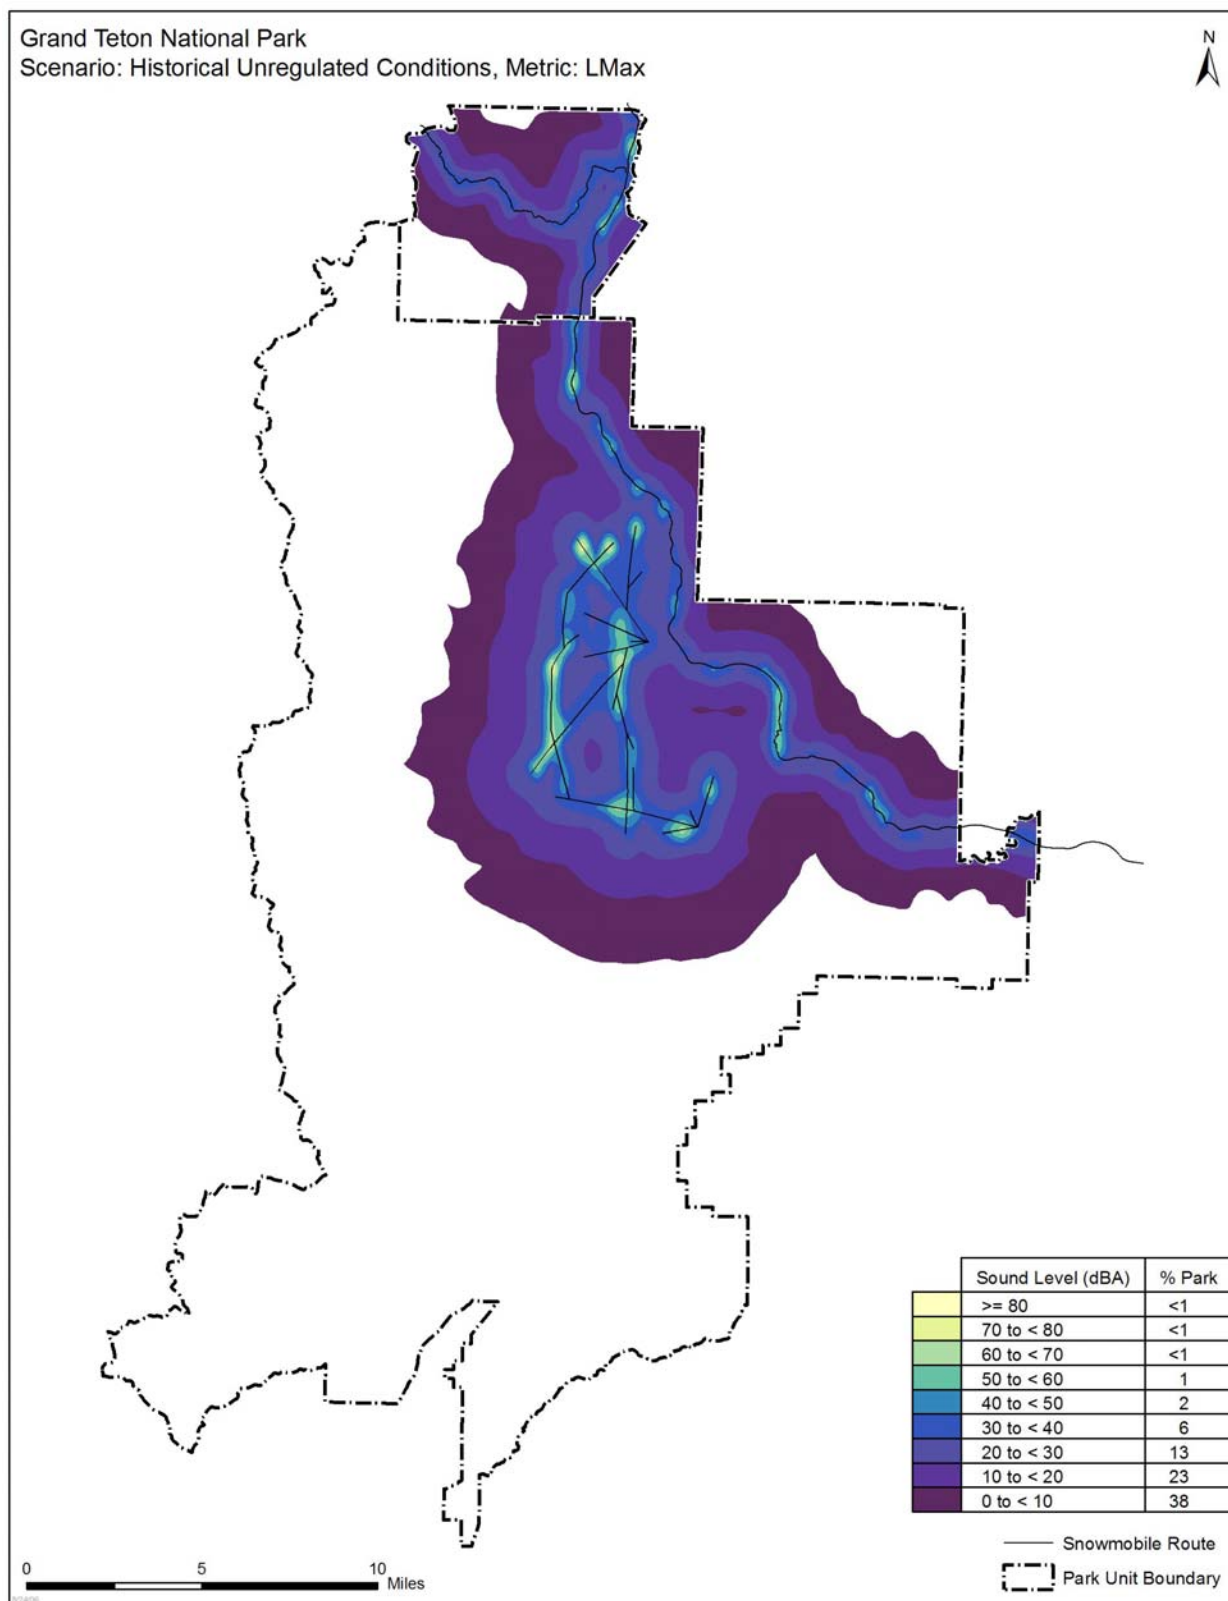 Grand Teton National Park
Scenario: Historical Unregulated Conditions, Metric: LMax
N
Sound Level (dBA) % Park
>= 80 <1
70 to < 80 <1
60 to < 70 <1
50 to < 60 1
40 to < 50 2
30 to < 40 6
20 to < 30 13
10 to < 20 23
0 to < 10 38
Snowmobile Route
Park Unit Boundary
0 5 10
Miles